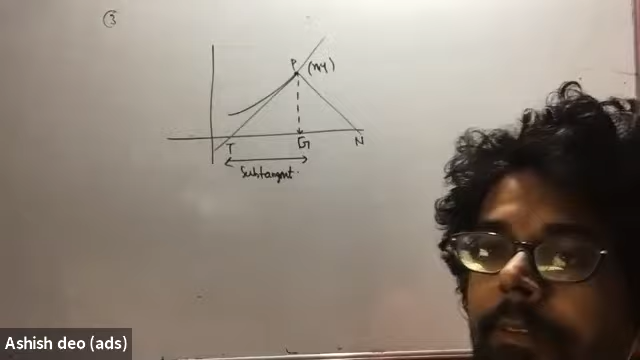 ③
P (x,y)
T G N
Subtangent.
Ashish deo (ads)